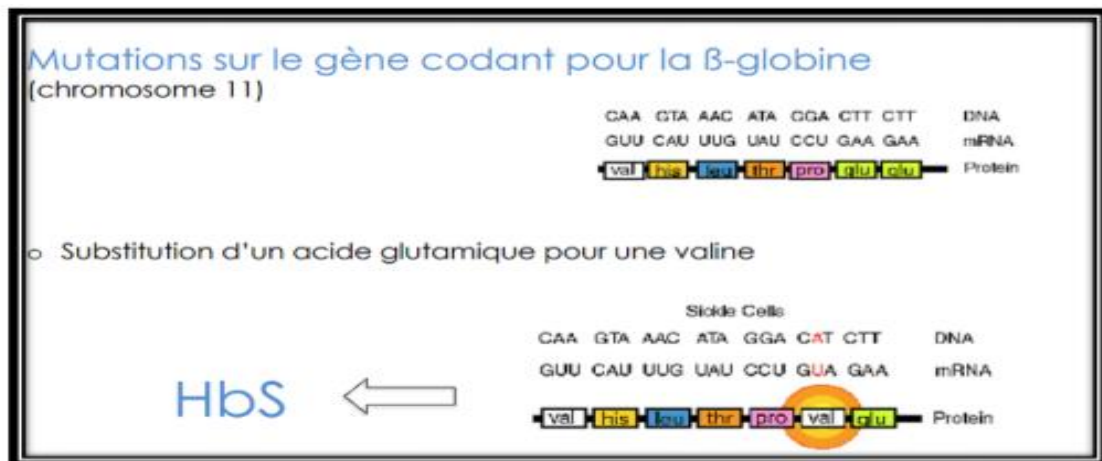 Mutations sur le gène codant pour la ß-globine
(chromosome 11)
CAA GTA AAC ATA GGA CTT CTT DNA
GUU CAU UUG UAU CCU GAA GAA mRNA
val his leu thr pro glu glu Protein
o Substitution d'un acide glutamique pour une valine
Sickle Cells
CAA GTA AAC ATA GGA CAT CTT DNA
GUU CAU UUG UAU CCU GUA GAA mRNA
HbS
val his leu thr pro val glu Protein